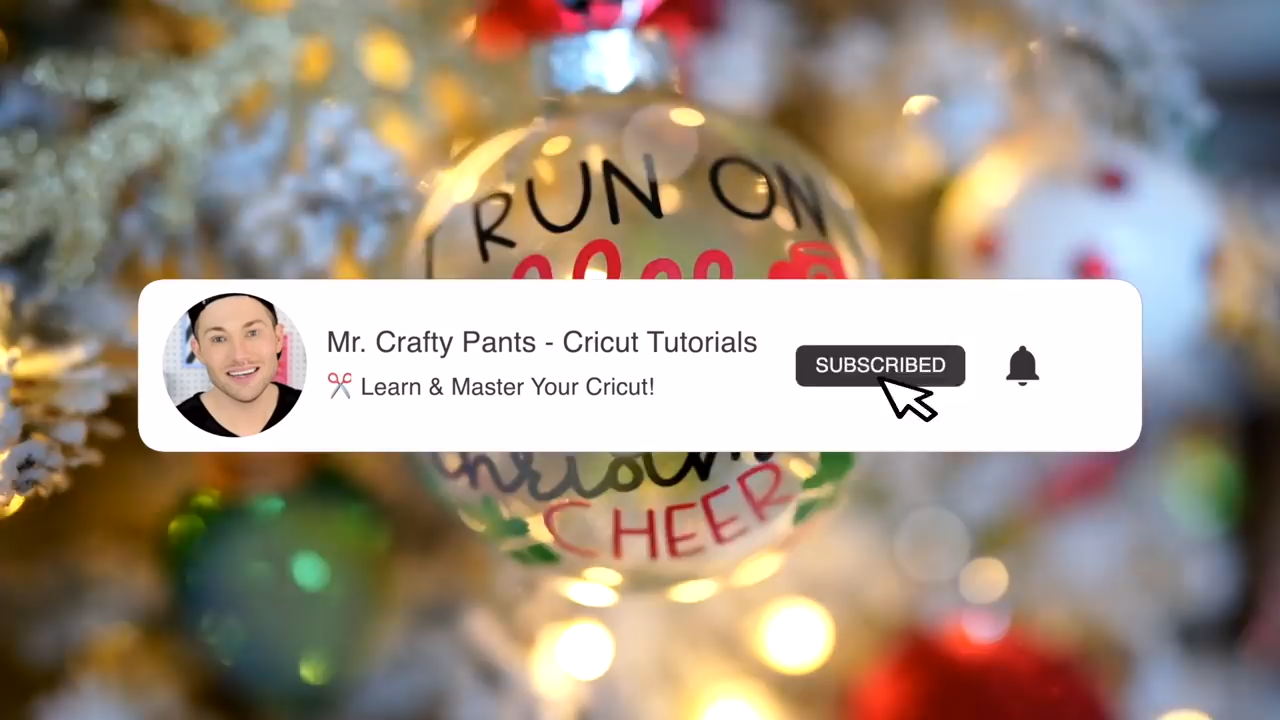 RUN ON
Mr. Crafty Pants - Cricut Tutorials
✂️ Learn & Master Your Cricut!
SUBSCRIBED
CHEER